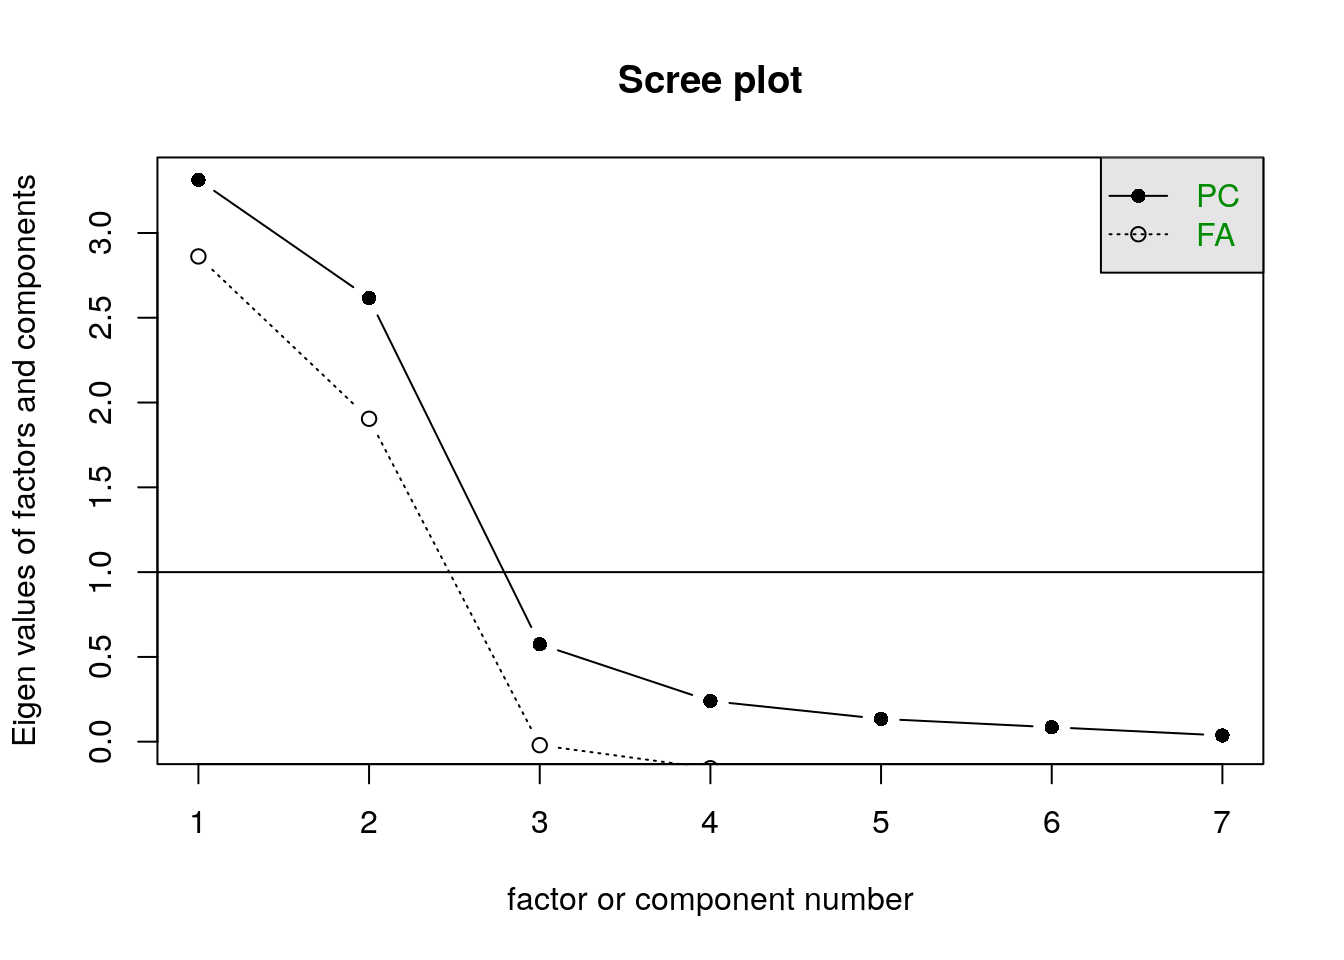 Scree plot
Eigen values of factors and components
3.0
2.5
2.0
1.5
1.0
0.5
0.0
PC
FA
1 2 3 4 5 6 7
factor or component number